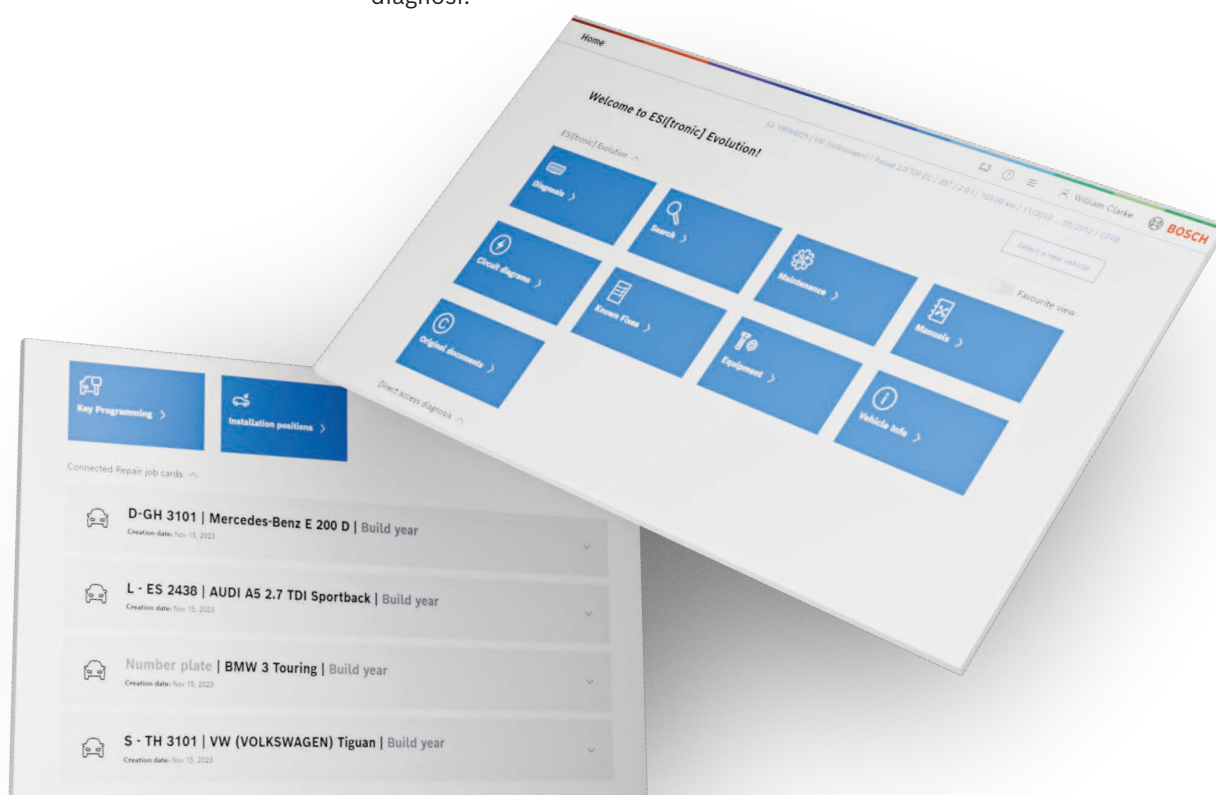 diagnosi.
Home
William Clarke
BOSCH
Welcome to ESI[tronic] Evolution!
Select a new vehicle
ESI[tronic] Evolution
Favourite view
Diagnosis
Search
Maintenance
Manuals
Circuit diagrams
Known Fixes
Equipment
Vehicle Info
Original documents
Direct access diagnosis
Key Programming
Installation positions
Connected Repair job cards
D-GH 3101 | Mercedes-Benz E 200 D | Build year
Creation date: Nov 15, 2023
L - ES 2438 | AUDI A5 2.7 TDI Sportback | Build year
Creation date: Nov 15, 2023
Number plate | BMW 3 Touring | Build year
Creation date: Nov 15, 2023
S - TH 3101 | VW (VOLKSWAGEN) Tiguan | Build year
Creation date: Nov 15, 2023